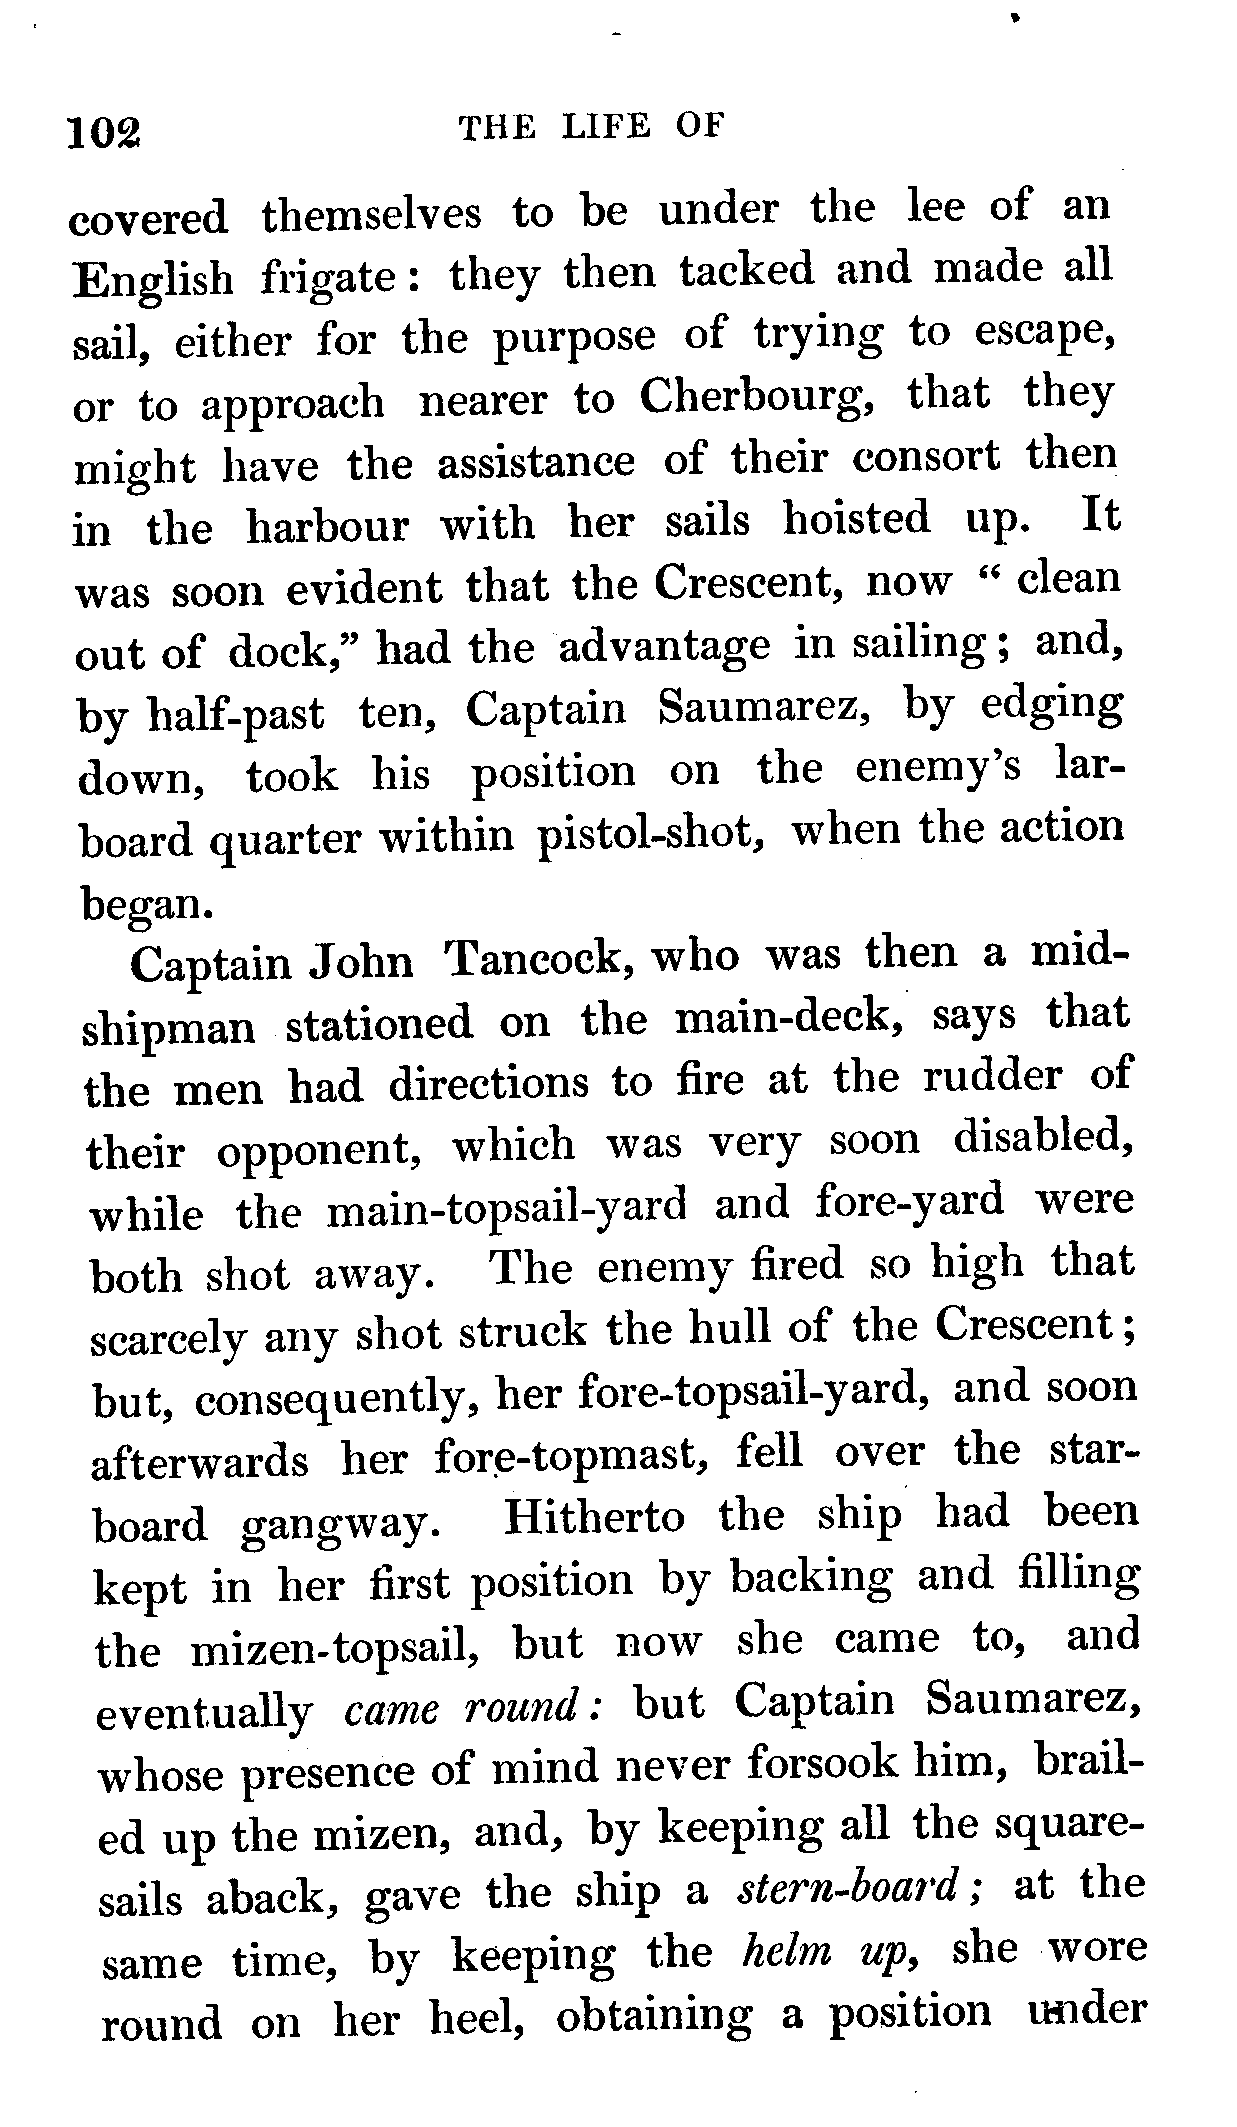 102 THE LIFE OF
covered themselves to be under the lee of an
English frigate: they then tacked and made all
sail, either for the purpose of trying to escape,
or to approach nearer to Cherbourg, that they
might have the assistance of their consort then
in the harbour with her sails hoisted up. It
was soon evident that the Crescent, now “ clean
out of dock,” had the advantage in sailing; and,
by half-past ten, Captain Saumarez, by edging
down, took his position on the enemy’s lar-
board quarter within pistol-shot, when the action
began.
Captain John Tancock, who was then a mid-
shipman stationed on the main-deck, says that
the men had directions to fire at the rudder of
their opponent, which was very soon disabled,
while the main-topsail-yard and fore-yard were
both shot away. The enemy fired so high that
scarcely any shot struck the hull of the Crescent;
but, consequently, her fore-topsail-yard, and soon
afterwards her fore-topmast, fell over the star-
board gangway. Hitherto the ship had been
kept in her first position by backing and filling
the mizen-topsail, but now she came to, and
eventually came round: but Captain Saumarez,
whose presence of mind never forsook him, brail-
ed up the mizen, and, by keeping all the square-
sails aback, gave the ship a stern-board; at the
same time, by keeping the helm up, she wore
round on her heel, obtaining a position under